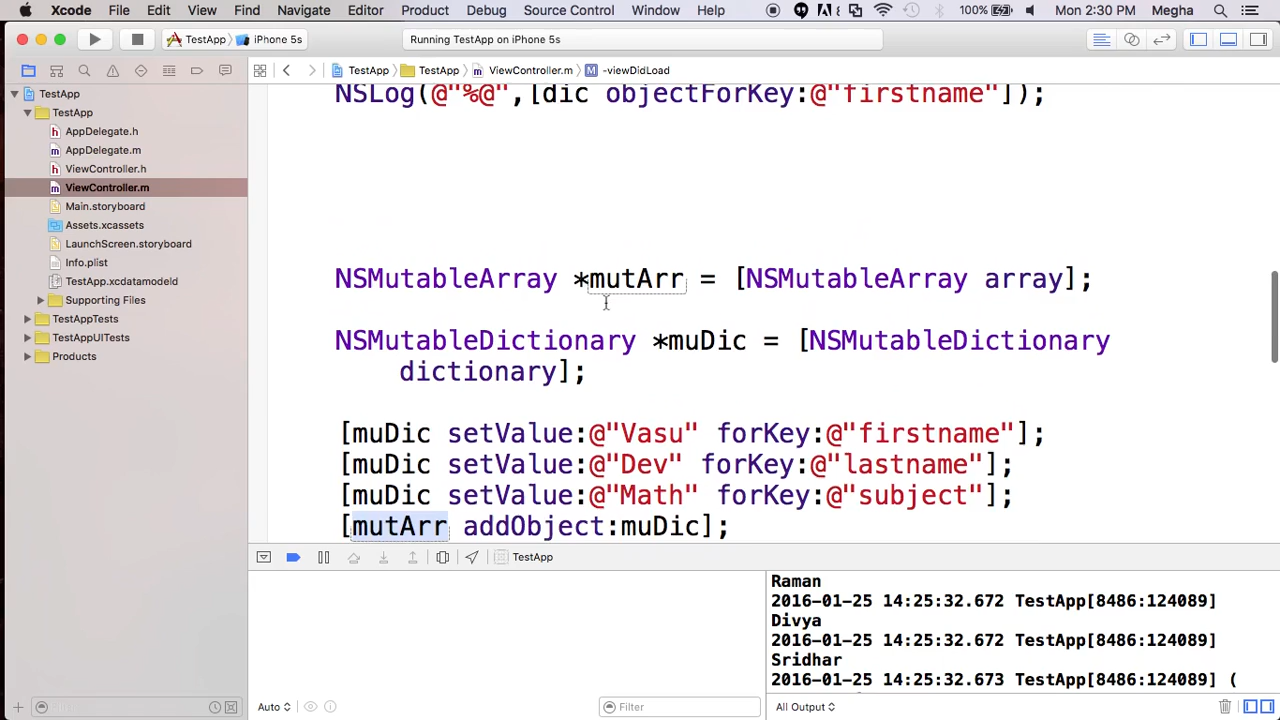 Xcode File Edit View Find Navigate Editor Product Debug Source Control Window Help 100% Mon 2:30 PM Megha
TestApp iPhone 5s Running TestApp on iPhone 5s
TestApp TestApp ViewController.m M -viewDidLoad
TestApp
TestApp
AppDelegate.h
AppDelegate.m
ViewController.h
ViewController.m
Main.storyboard
Assets.xcassets
LaunchScreen.storyboard
Info.plist
TestApp.xcdatamodeld
Supporting Files
TestAppTests
TestAppUITests
Products
NSLog(@"%@",[dic objectForKey:@"firstname"]);
NSMutableArray *mutArr = [NSMutableArray array];
NSMutableDictionary *muDic = [NSMutableDictionary
dictionary];
[muDic setValue:@"Vasu" forKey:@"firstname"];
[muDic setValue:@"Dev" forKey:@"lastname"];
[muDic setValue:@"Math" forKey:@"subject"];
[mutArr addObject:muDic];
TestApp
Raman
2016-01-25 14:25:32.672 TestApp[8486:124089]
Divya
2016-01-25 14:25:32.672 TestApp[8486:124089]
Sridhar
2016-01-25 14:25:32.673 TestApp[8486:124089] (
Auto Filter All Output